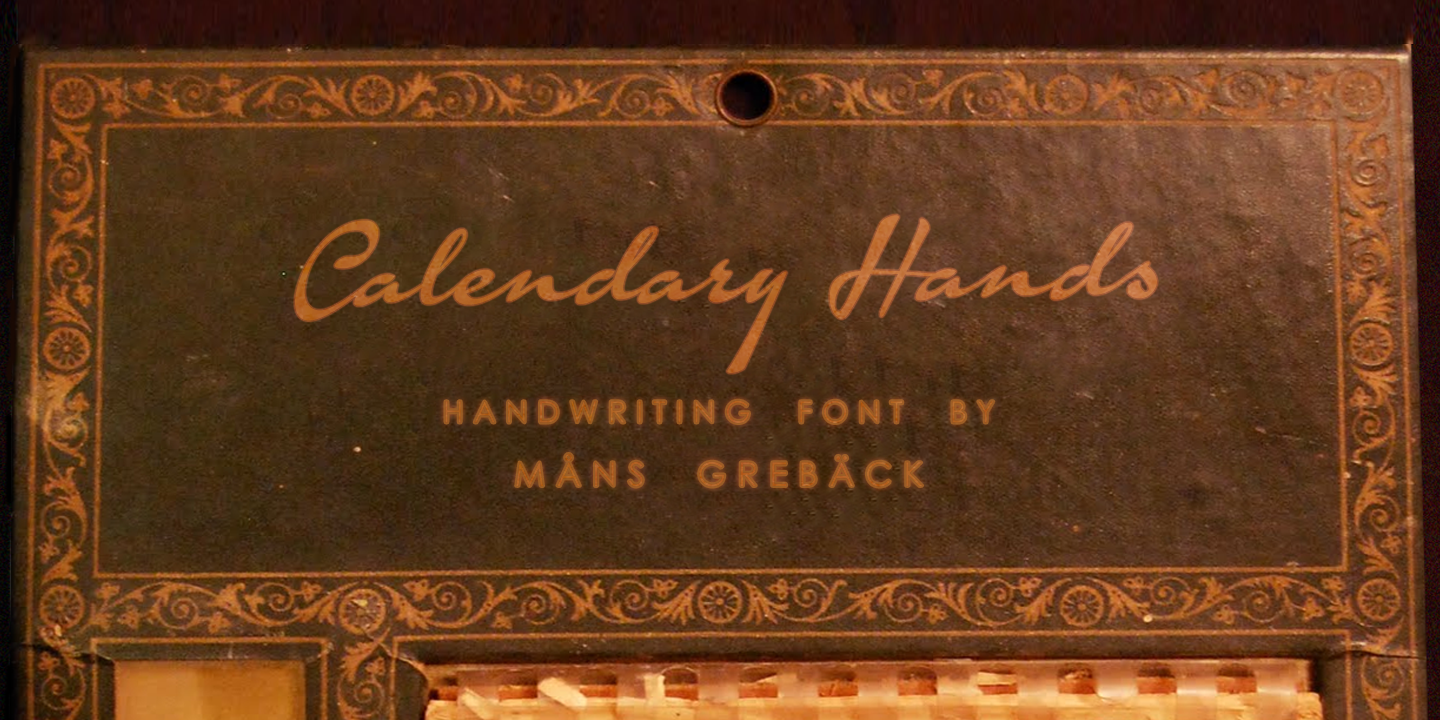 Calendary Hands
HANDWRITING FONT BY
MÅNS GREBÄCK